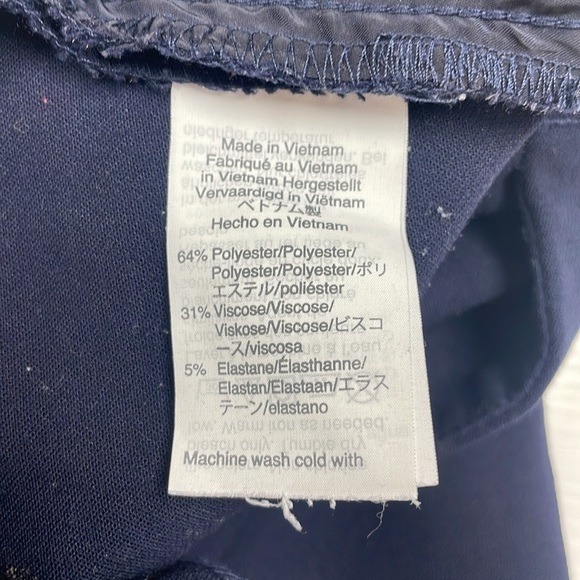 Made in Vietnam
Fabriqué au Vietnam
in Vietnam Hergestellt
Vervaardigd in Viëtnam
ベトナム製
Hecho en Vietnam
64% Polyester/Polyester/
Polyester/Polyester/ポリ
エステル/poliéster
31% Viscose/Viscose/
Viskose/Viscose/ビスコ
ース/viscosa
5% Elastane/Élasthanne/
Elastan/Elastaan/エラス
テーン/elastano
Machine wash cold with